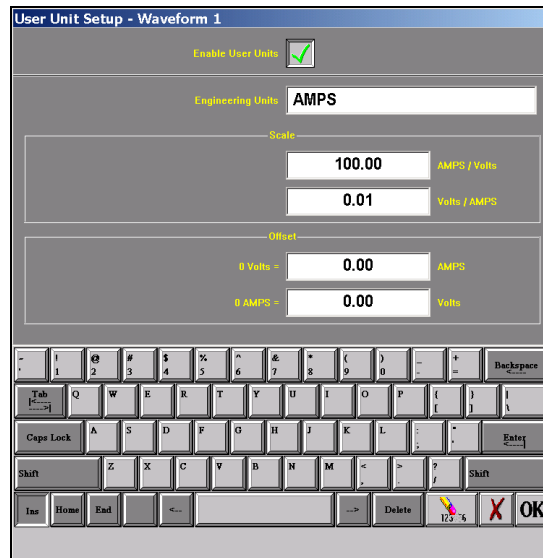 User Unit Setup - Waveform 1
Enable User Units
Engineering Units AMPS
Scale
100.00 AMPS / Volts
0.01 Volts / AMPS
Offset
0 Volts = 0.00 AMPS
0 AMPS = 0.00 Volts
~ ! @ # $ % ^ & * ( ) _ + Backspace
' 1 2 3 4 5 6 7 8 9 0 - = <----
Tab Q W E R T Y U I O P { } |
|<---- [ ] \
---->|
Caps Lock A S D F G H J K L : " Enter
; ' <----|
Shift Z X C V B N M < > ? Shift
, . /
Ins Home End <-- --> Delete 123 X OK